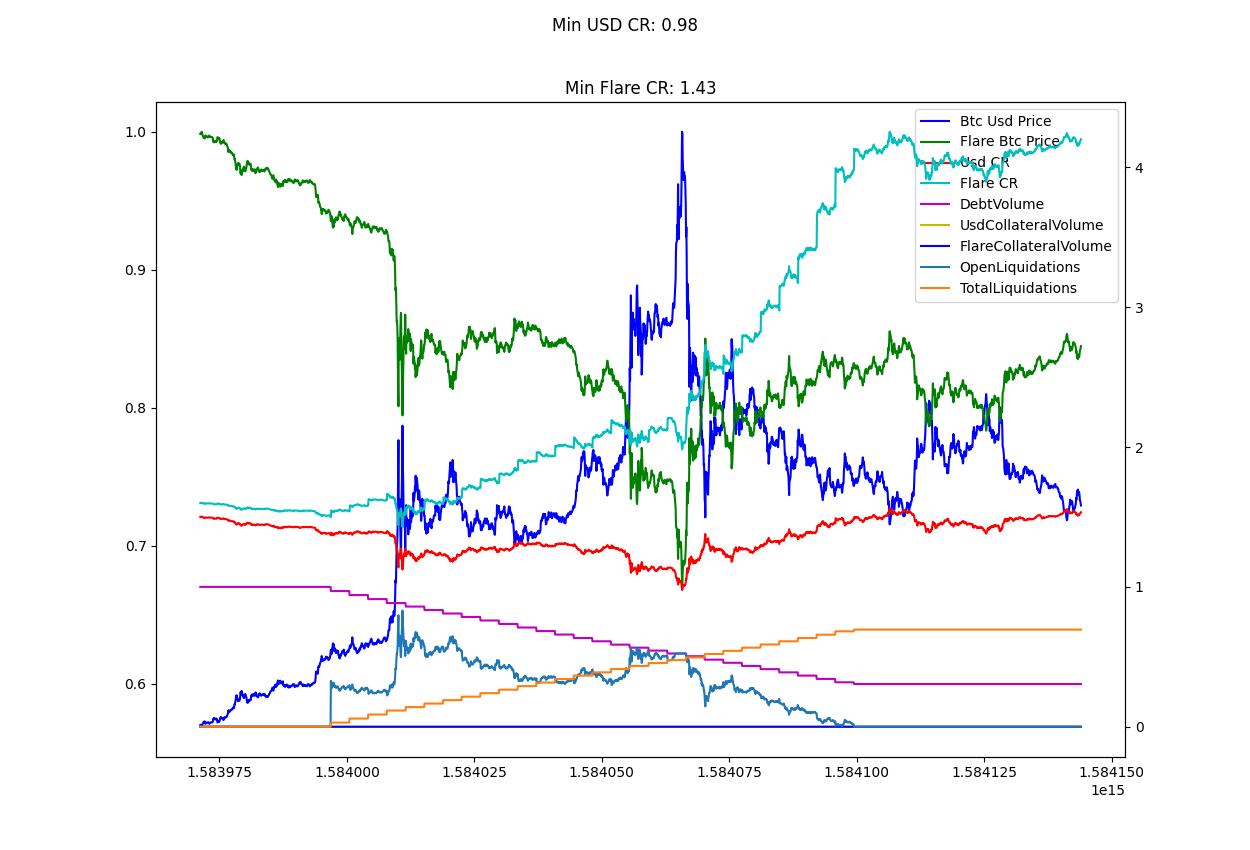 Min USD CR: 0.98
Min Flare CR: 1.43
1.0
0.9
0.8
0.7
0.6
Btc Usd Price
Flare Btc Price
Usd CR
Flare CR
DebtVolume
UsdCollateralVolume
FlareCollateralVolume
OpenLiquidations
TotalLiquidations
4
3
2
1
0
1.583975 1.584000 1.584025 1.584050 1.584075 1.584100 1.584125 1.584150
1e15